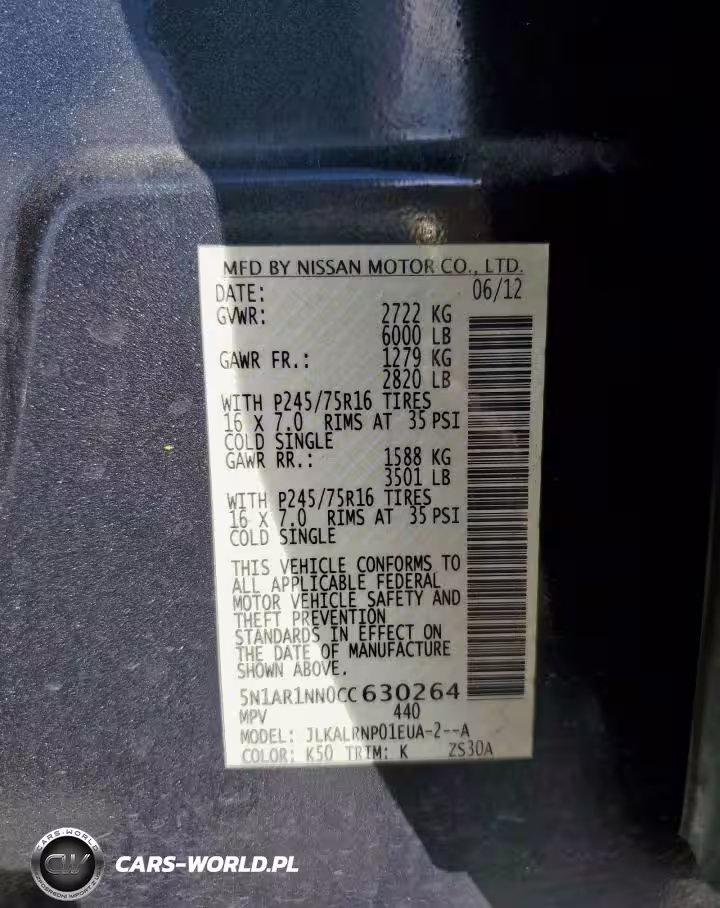 MFD BY NISSAN MOTOR CO., LTD.
DATE: 06/12
GVWR: 2722 KG
6000 LB
GAWR FR.: 1279 KG
2820 LB
WITH P245/75R16 TIRES
16 X 7.0 RIMS AT 35 PSI
COLD SINGLE
GAWR RR.: 1588 KG
3501 LB
WITH P245/75R16 TIRES
16 X 7.0 RIMS AT 35 PSI
COLD SINGLE
THIS VEHICLE CONFORMS TO
ALL APPLICABLE FEDERAL
MOTOR VEHICLE SAFETY AND
THEFT PREVENTION
STANDARDS IN EFFECT ON
THE DATE OF MANUFACTURE
SHOWN ABOVE.
5N1AR1NN0CC630264
MPV 440
MODEL: JLKALRNP01EUA-2--A
COLOR: K50 TRIM: K ZS30A
CARS-WORLD
CW
CARS-WORLD.PL